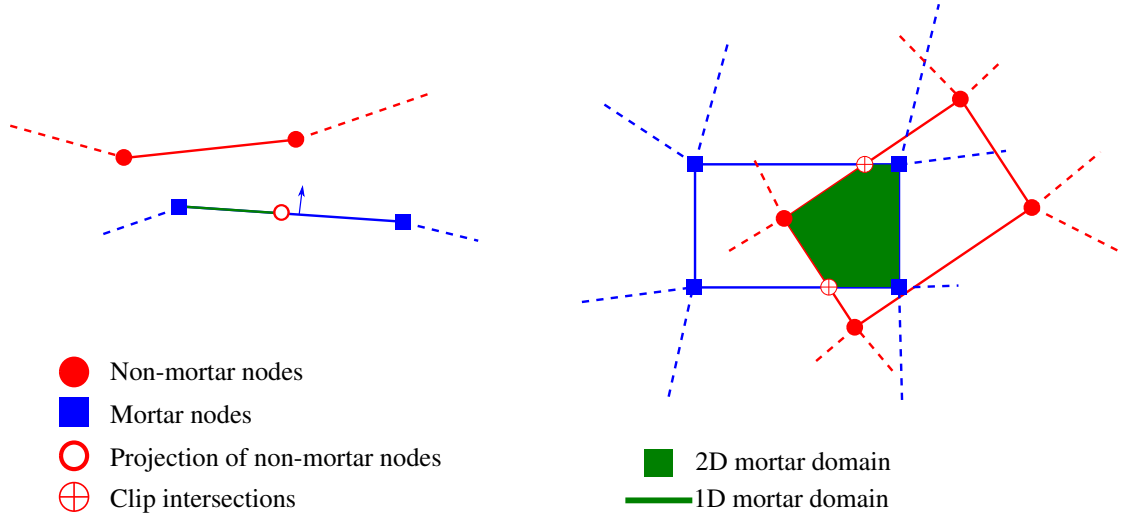 Non-mortar nodes
Mortar nodes
Projection of non-mortar nodes
Clip intersections
2D mortar domain
1D mortar domain